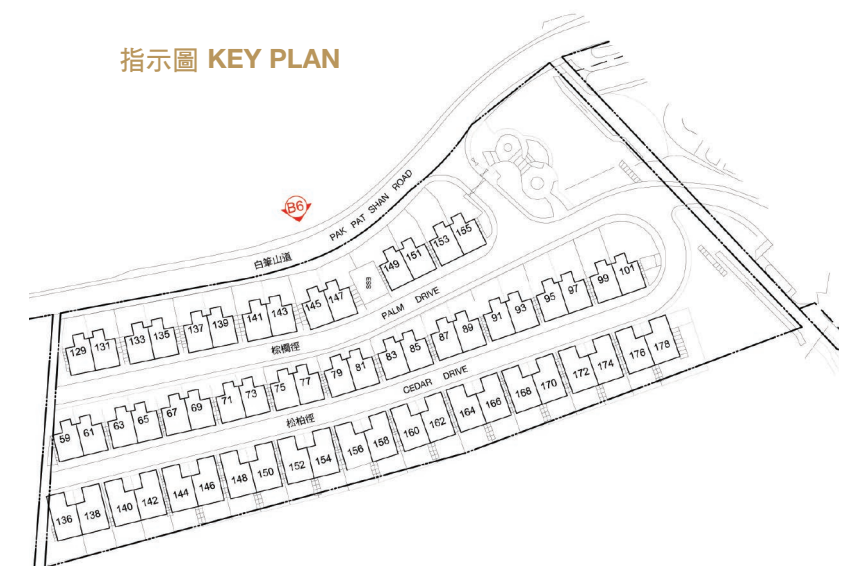 指示圖 KEY PLAN
B6
PAK PAT SHAN ROAD
白筆山道
129 131 133 135 137 139 141 143 145 147 ESS 149 151 153 155
PALM DRIVE
棕櫚徑
59 61 63 65 67 69 71 73 75 77 79 81 83 85 87 89 91 93 95 97 99 101
CEDAR DRIVE
松柏徑
136 138 140 142 144 146 148 150 152 154 156 158 160 162 164 166 168 170 172 174 176 178